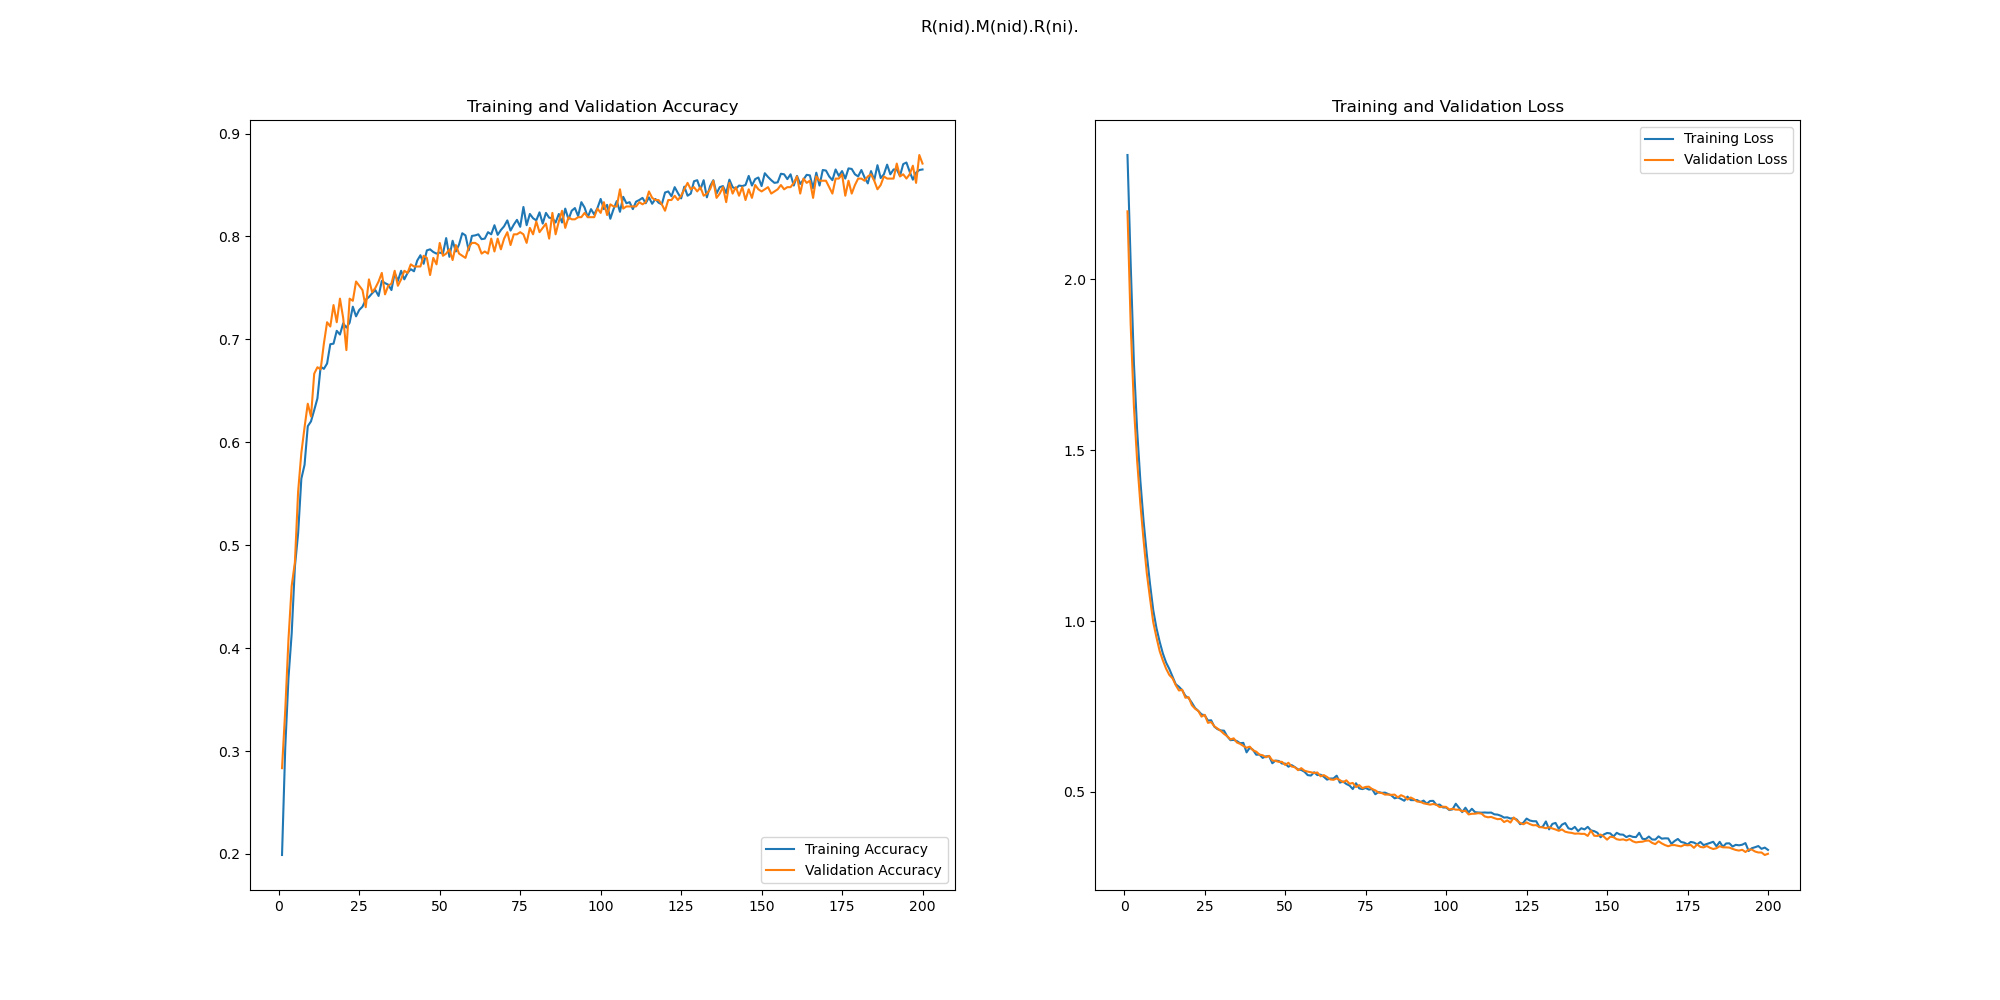 R(nid).M(nid).R(ni).
Training and Validation Accuracy
0.9
0.8
0.7
0.6
0.5
0.4
0.3
0.2
0 25 50 75 100 125 150 175 200
Training Accuracy
Validation Accuracy
Training and Validation Loss
Training Loss
Validation Loss
2.0
1.5
1.0
0.5
0 25 50 75 100 125 150 175 200